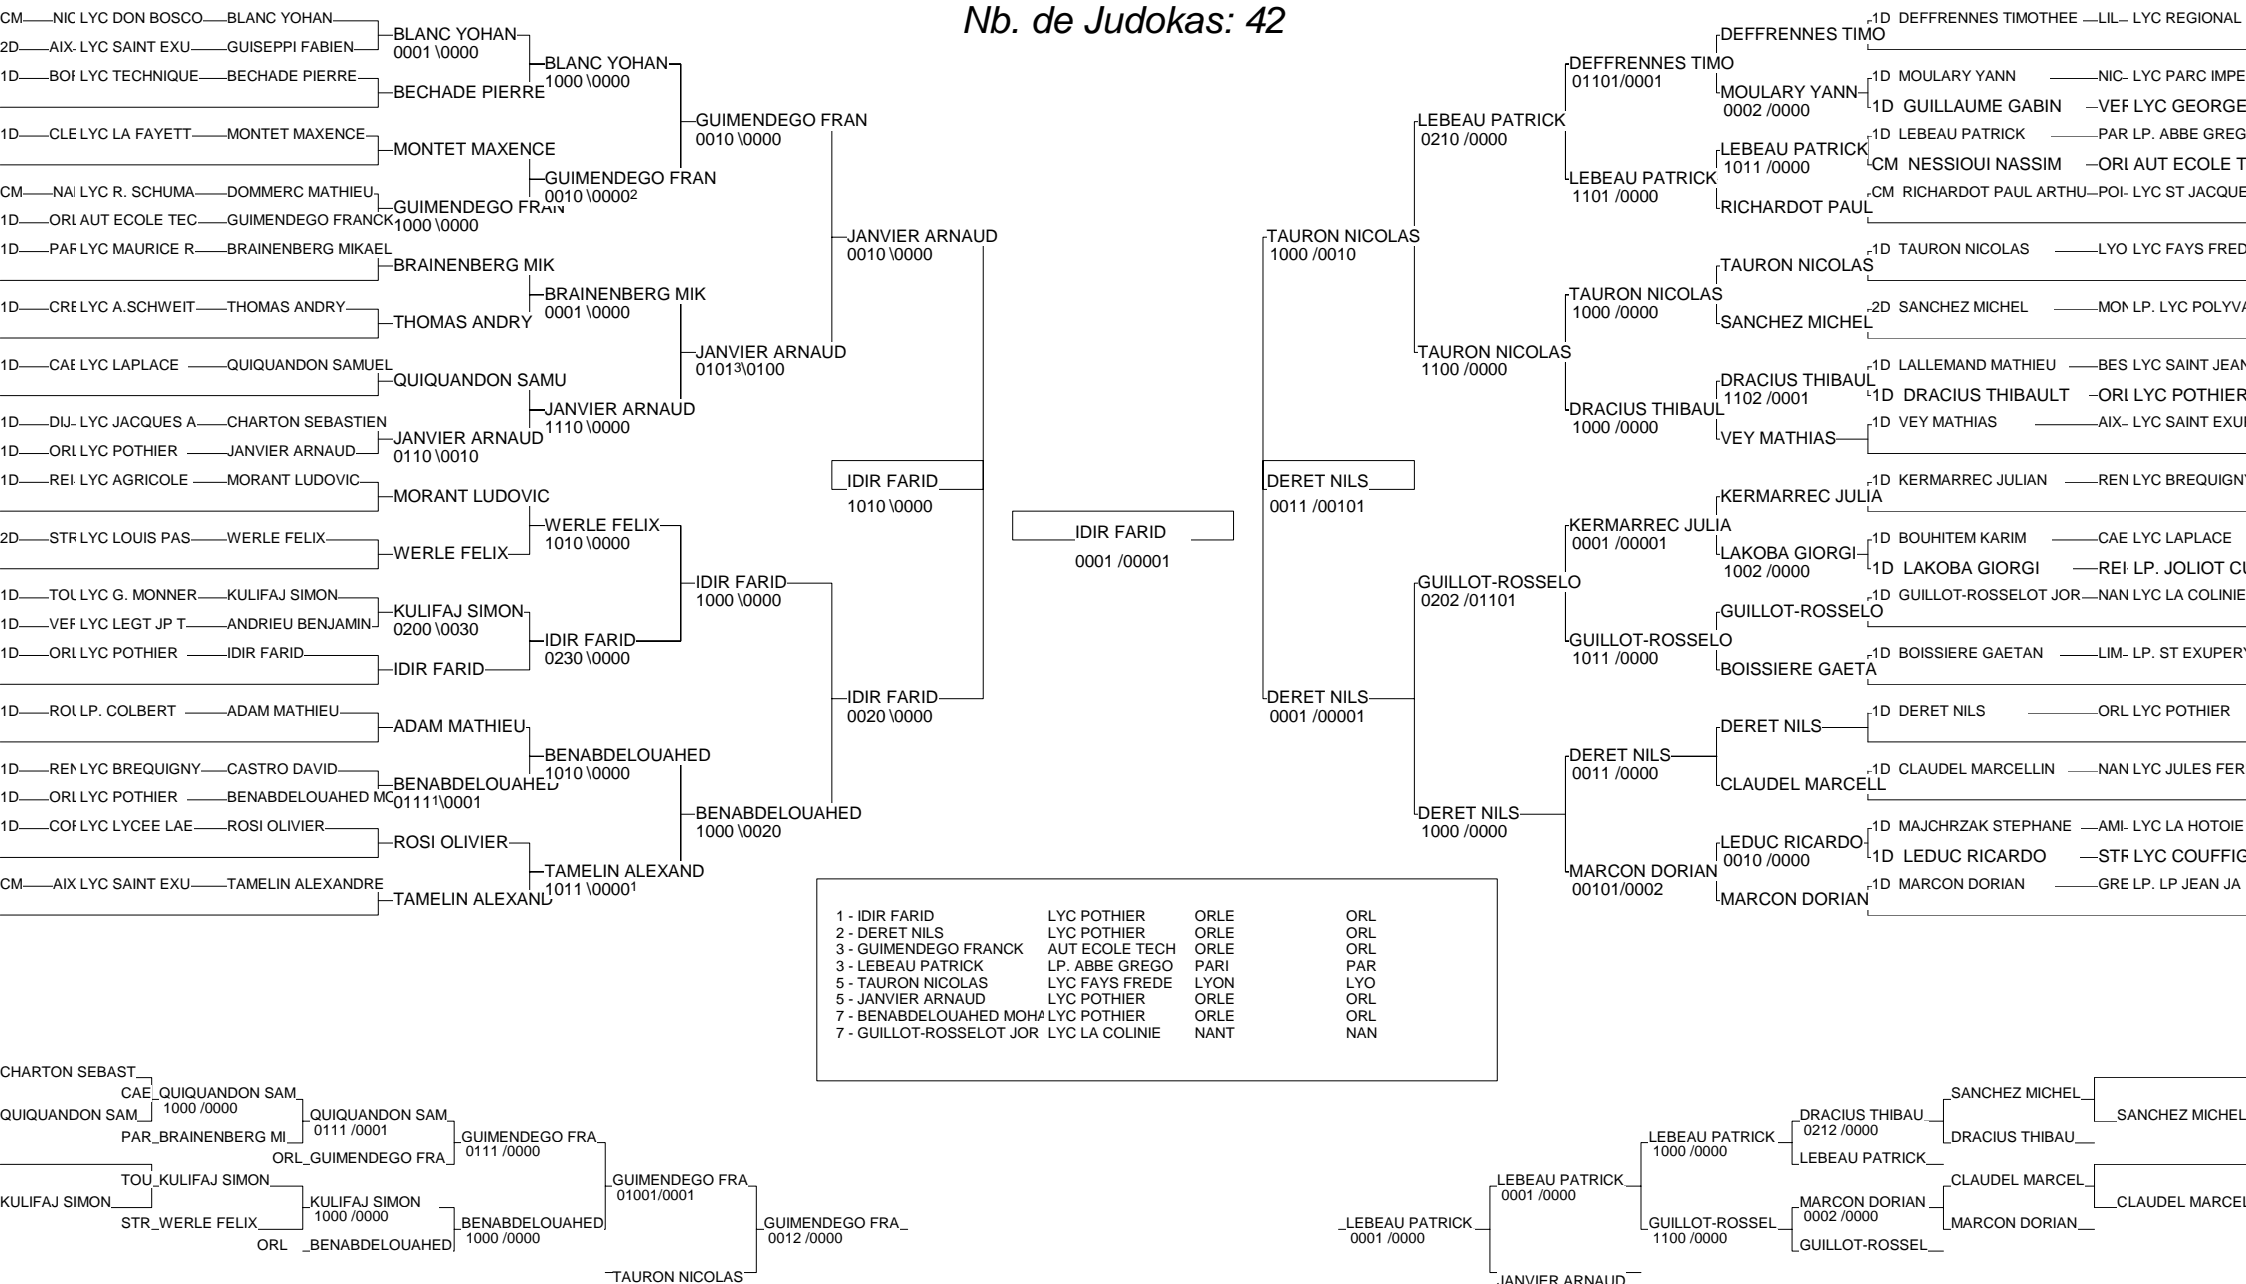 Nb. de Judokas: 42
CM NIC LYC DON BOSCO BLANC YOHAN
2D AIX LYC SAINT EXU GUISEPPI FABIEN
1D LYC TECHNIQUE BECHADE PIERRE
1D CLE LYC LA FAYETT MONTET MAXENCE
CM LYC R. SCHUMA DOMMERC MATHIEU
1D AUT ECOLE TEC GUIMENDEGO FRANCK
1D LYC MAURICE R BRAINENBERG MIKAEL
1D CRE LYC A.SCHWEIT THOMAS ANDRY
1D CAE LYC LAPLACE QUIQUANDON SAMUEL
1D DIJ LYC JACQUES A CHARTON SEBASTIEN
1D LYC POTHIER JANVIER ARNAUD
1D REI LYC AGRICOLE MORANT LUDOVIC
2D LYC LOUIS PAS WERLE FELIX
1D LYC G. MONNER KULIFAJ SIMON
1D LYC LEGT JP T ANDRIEU BENJAMIN
1D LYC POTHIER IDIR FARID
1D LP. COLBERT ADAM MATHIEU
1D LYC BREQUIGNY CASTRO DAVID
1D LYC POTHIER BENABDELOUAHED
1D LYC LYCEE LAE ROSI OLIVIER
CM AIX LYC SAINT EXU TAMELIN ALEXANDRE
BLANC YOHAN
0001 \0000
BECHADE PIERRE
MONTET MAXENCE
GUIMENDEGO FRAN
1000 \0000
BRAINENBERG MIK
THOMAS ANDRY
QUIQUANDON SAMU
JANVIER ARNAUD
0110 \0010
MORANT LUDOVIC
WERLE FELIX
KULIFAJ SIMON
0200 \0030
IDIR FARID
ADAM MATHIEU
BENABDELOUAHED
01111\0001
ROSI OLIVIER
TAMELIN ALEXAND
BLANC YOHAN
1000 \0000
GUIMENDEGO FRAN
0010 \00002
BRAINENBERG MIK
0001 \0000
JANVIER ARNAUD
1110 \0000
WERLE FELIX
1010 \0000
IDIR FARID
0230 \0000
BENABDELOUAHED
1010 \0000
TAMELIN ALEXAND
1011 \00001
GUIMENDEGO FRAN
0010 \0000
JANVIER ARNAUD
01013\0100
IDIR FARID
1000 \0000
BENABDELOUAHED
1000 \0020
JANVIER ARNAUD
0010 \0000
IDIR FARID
0020 \0000
IDIR FARID
1010 \0000
IDIR FARID
0001 /00001
DERET NILS
0011 /00101
TAURON NICOLAS
1000 /0010
DERET NILS
0001 /00001
LEBEAU PATRICK
0210 /0000
TAURON NICOLAS
1100 /0000
GUILLOT-ROSSELO
0202 /01101
DERET NILS
1000 /0000
DEFFRENNES TIMO
01101/0001
LEBEAU PATRICK
1101 /0000
TAURON NICOLAS
1000 /0000
DRACIUS THIBAUL
1000 /0000
KERMARREC JULIA
0001 /00001
GUILLOT-ROSSELO
1011 /0000
DERET NILS
0011 /0000
MARCON DORIAN
00101/0002
DEFFRENNES TIMO
MOULARY YANN
0002 /0000
LEBEAU PATRICK
1011 /0000
RICHARDOT PAUL
TAURON NICOLAS
SANCHEZ MICHEL
DRACIUS THIBAUL
1102 /0001
VEY MATHIAS
KERMARREC JULIA
LAKOBA GIORGI
1002 /0000
GUILLOT-ROSSELO
BOISSIERE GAETA
DERET NILS
CLAUDEL MARCELL
LEDUC RICARDO
0010 /0000
MARCON DORIAN
1D DEFFRENNES TIMOTHEE LIL LYC REGIONAL
1D MOULARY YANN NIC LYC PARC IMPE
1D GUILLAUME GABIN LYC GEORGE
1D LEBEAU PATRICK PAR LP. ABBE GREG
CM NESSIOUI NASSIM AUT ECOLE T
CM RICHARDOT PAUL ARTHU POI LYC ST JACQUE
1D TAURON NICOLAS LYO LYC FAYS FRED
2D SANCHEZ MICHEL LP. LYC POLYVA
1D LALLEMAND MATHIEU BES LYC SAINT JEAN
1D DRACIUS THIBAULT LYC POTHIER
1D VEY MATHIAS AIX LYC SAINT EXU
1D KERMARREC JULIAN REN LYC BREQUIGNY
1D BOUHITEM KARIM CAE LYC LAPLACE
1D LAKOBA GIORGI REI LP. JOLIOT CU
1D GUILLOT-ROSSELOT JOR NAN LYC LA COLINIE
1D BOISSIERE GAETAN LIM LP. ST EXUPERY
1D DERET NILS ORL LYC POTHIER
1D CLAUDEL MARCELLIN NAN LYC JULES FER
1D MAJCHRZAK STEPHANE AMI LYC LA HOTOIE
1D LEDUC RICARDO STR LYC COUFFIG
1D MARCON DORIAN GRE LP. LP JEAN JA
1 - IDIR FARID LYC POTHIER ORLE ORL
2 - DERET NILS LYC POTHIER ORLE ORL
3 - GUIMENDEGO FRANCK AUT ECOLE TECH ORLE ORL
3 - LEBEAU PATRICK LP. ABBE GREGO PARI PAR
5 - TAURON NICOLAS LYC FAYS FREDE LYON LYO
5 - JANVIER ARNAUD LYC POTHIER ORLE ORL
7 - BENABDELOUAHED MOHA LYC POTHIER ORLE ORL
7 - GUILLOT-ROSSELOT JOR LYC LA COLINIE NANT NAN
CHARTON SEBAST
QUIQUANDON SAM
KULIFAJ SIMON
CAE QUIQUANDON SAM
1000 /0000
PAR BRAINENBERG MI
TOU KULIFAJ SIMON
STR WERLE FELIX
QUIQUANDON SAM
0111 /0001
ORL GUIMENDEGO FRA
KULIFAJ SIMON
1000 /0000
ORL BENABDELOUAHED
GUIMENDEGO FRA
0111 /0000
BENABDELOUAHED
1000 /0000
GUIMENDEGO FRA
01001/0001
TAURON NICOLAS
GUIMENDEGO FRA
0012 /0000
LEBEAU PATRICK
0001 /0000
LEBEAU PATRICK
0001 /0000
JANVIER ARNAUD
LEBEAU PATRICK
1000 /0000
GUILLOT-ROSSEL
1100 /0000
DRACIUS THIBAU
0212 /0000
LEBEAU PATRICK
MARCON DORIAN
0002 /0000
GUILLOT-ROSSEL
SANCHEZ MICHEL
DRACIUS THIBAU
CLAUDEL MARCEL
MARCON DORIAN
SANCHEZ MICHEL
CLAUDEL MARCEL